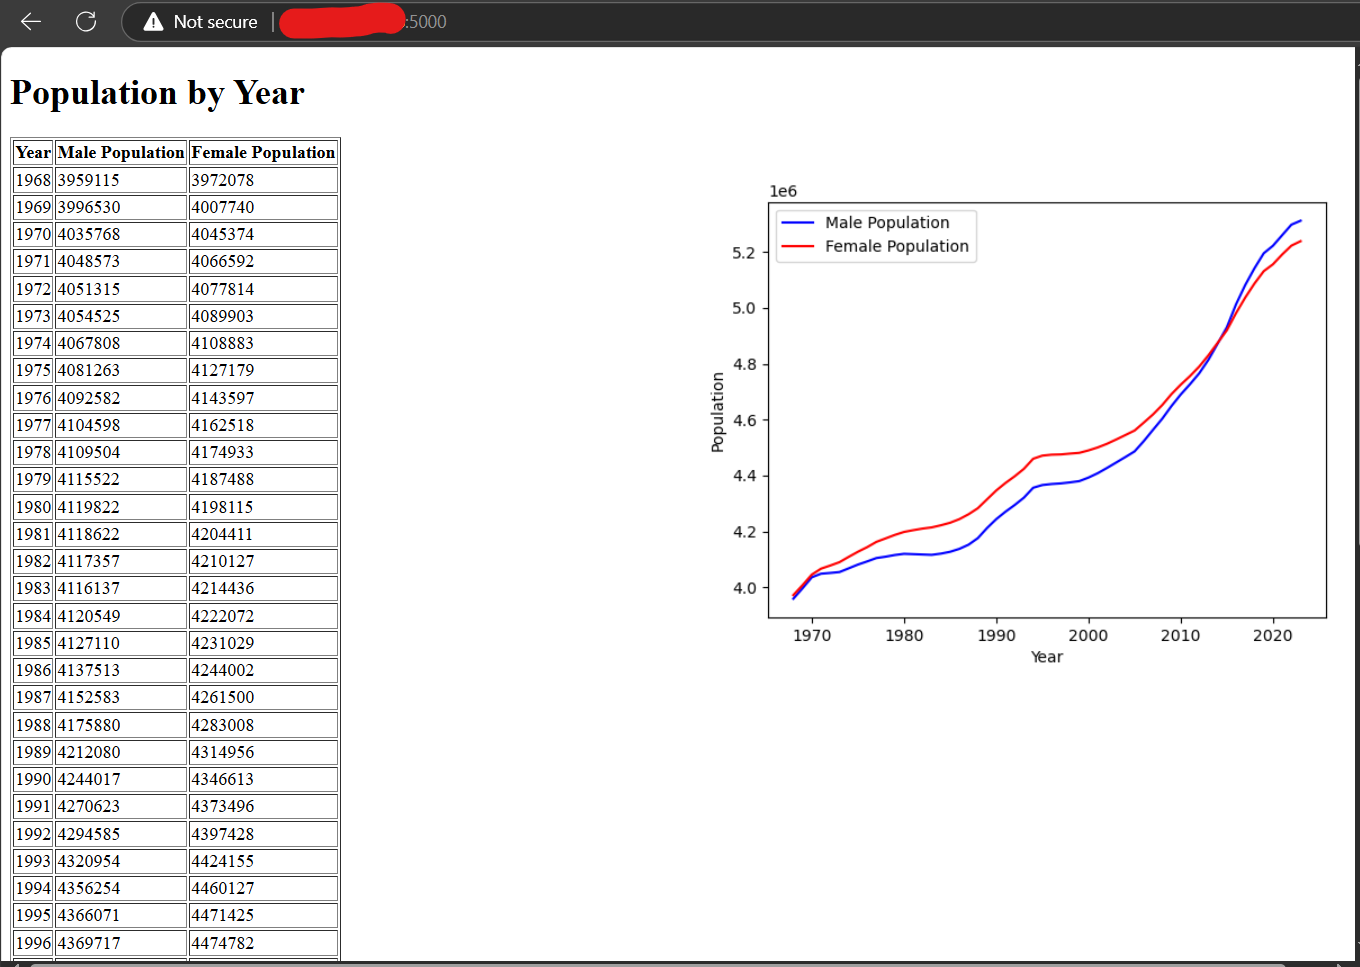 Not secure | :5000
Population by Year
Year Male Population Female Population
1968 3959115 3972078
1969 3996530 4007740
1970 4035768 4045374
1971 4048573 4066592
1972 4051315 4077814
1973 4054525 4089903
1974 4067808 4108883
1975 4081263 4127179
1976 4092582 4143597
1977 4104598 4162518
1978 4109504 4174933
1979 4115522 4187488
1980 4119822 4198115
1981 4118622 4204411
1982 4117357 4210127
1983 4116137 4214436
1984 4120549 4222072
1985 4127110 4231029
1986 4137513 4244002
1987 4152583 4261500
1988 4175880 4283008
1989 4212080 4314956
1990 4244017 4346613
1991 4270623 4373496
1992 4294585 4397428
1993 4320954 4424155
1994 4356254 4460127
1995 4366071 4471425
1996 4369717 4474782
1e6
Male Population
Female Population
5.2
5.0
4.8
4.6
4.4
4.2
4.0
Population
1970 1980 1990 2000 2010 2020
Year